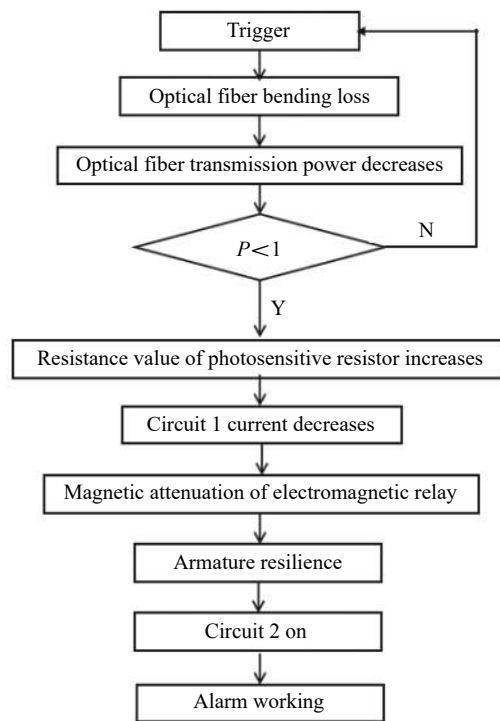 Trigger
Optical fiber bending loss
Optical fiber transmission power decreases
P<1
N
Y
Resistance value of photosensitive resistor increases
Circuit 1 current decreases
Magnetic attenuation of electromagnetic relay
Armature resilience
Circuit 2 on
Alarm working